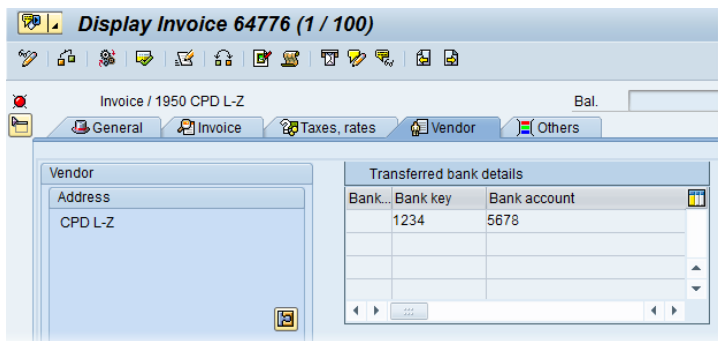 Display Invoice 64776 (1 / 100)
Invoice / 1950 CPD L-Z Bal.
General Invoice Taxes, rates Vendor Others
Vendor
Address
CPD L-Z
Transferred bank details
Bank... Bank key Bank account
1234 5678